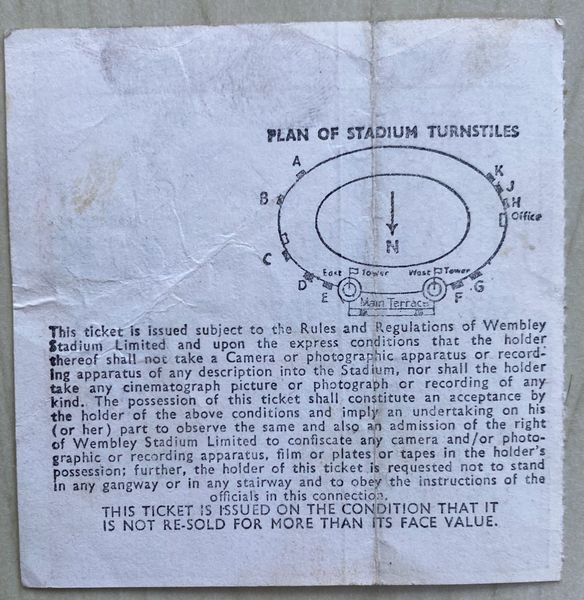 PLAN OF STADIUM TURNSTILES
A
K
J
B
H
Office
N
C
East Tower
West Tower
D
G
E
Main Terrace
F
This ticket is issued subject to the Rules and Regulations of Wembley
Stadium Limited and upon the express conditions that the holder
thereof shall not take a Camera or photographic apparatus or record-
ing apparatus of any description into the Stadium, nor shall the holder
take any cinematograph picture or photograph or recording of any
kind. The possession of this ticket shall constitute an acceptance by
the holder of the above conditions and imply an undertaking on his
(or her) part to observe the same and also an admission of the right
of Wembley Stadium Limited to confiscate any camera and/or photo-
graphic or recording apparatus, film or plates or tapes in the holder's
possession; further, the holder of this ticket is requested not to stand
in any gangway or in any stairway and to obey the instructions of the
officials in this connection.
THIS TICKET IS ISSUED ON THE CONDITION THAT IT
IS NOT RE-SOLD FOR MORE THAN ITS FACE VALUE.